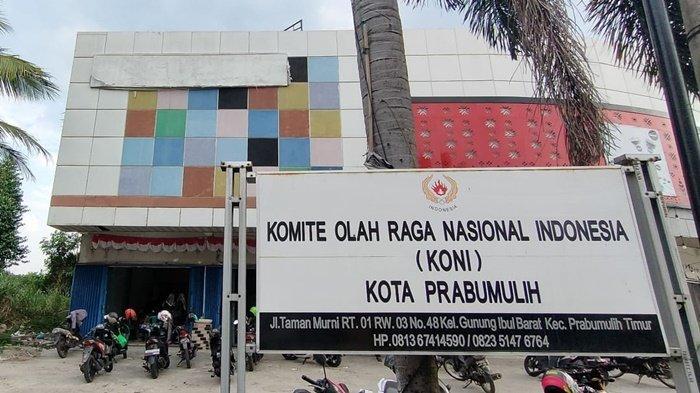 INDONESIA
KOMITE OLAH RAGA NASIONAL INDONESIA
(KONI)
KOTA PRABUMULIH
Jl.Taman Murni RT. 01 RW. 03 No.48 Kel. Gunung Ibul Barat Kec. Prabumulih Timur
HP. 0813 67414590 / 0823 5147 6764